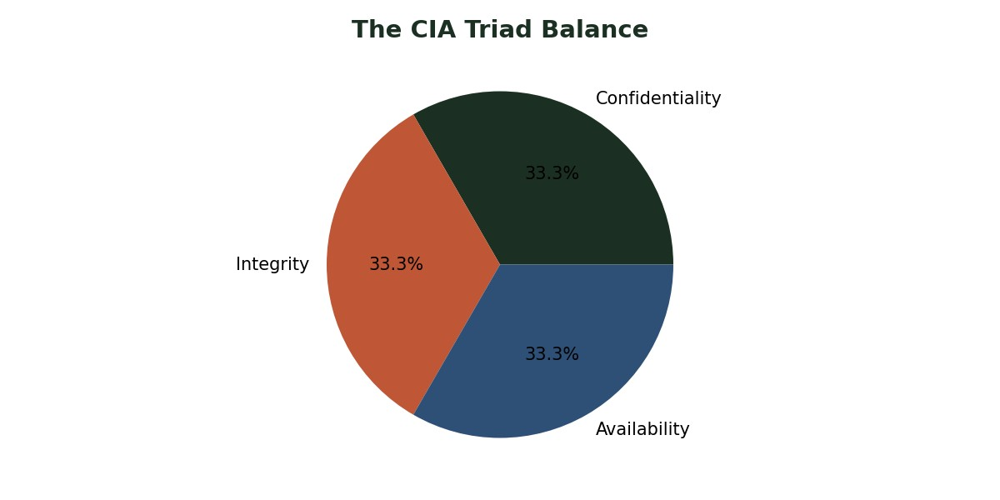 The CIA Triad Balance
Confidentiality
33.3%
Integrity
33.3%
33.3%
Availability